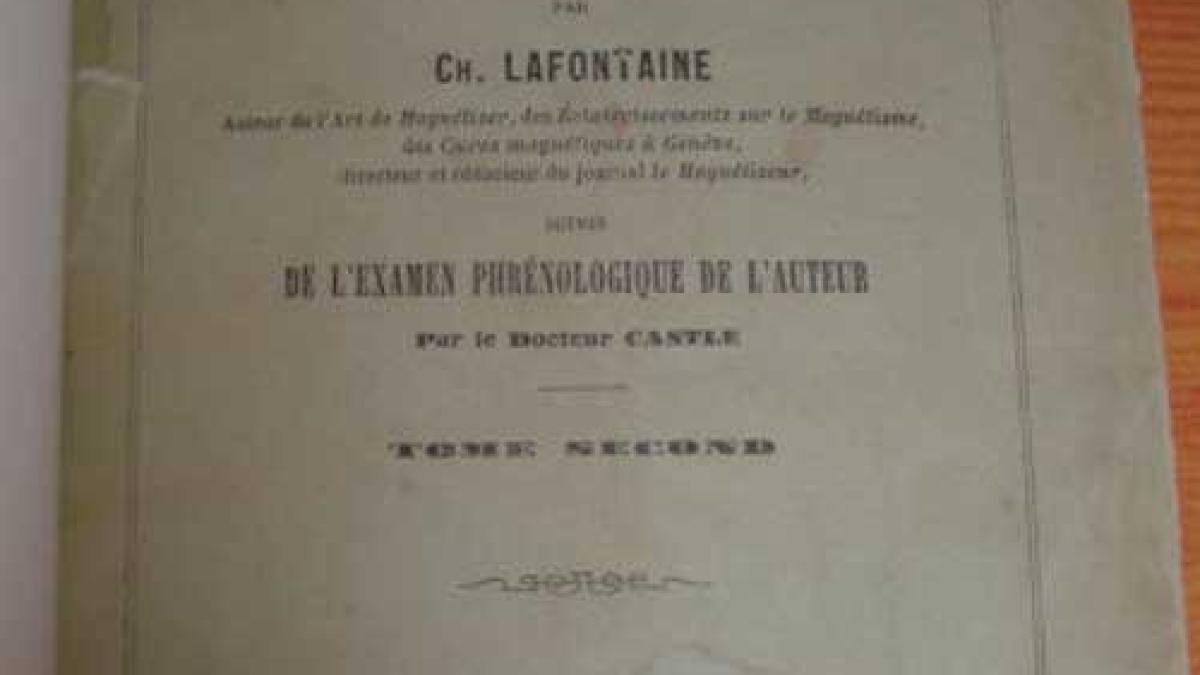 PAR
CH. LAFONTAINE
Auteur de l'Art de Magnétiser, des Éclaircissements sur le Magnétisme,
des Cures magnétiques à Genève,
directeur et rédacteur du journal le Magnétiseur,
SUIVIS
DE L'EXAMEN PHRÉNOLOGIQUE DE L'AUTEUR
Par le Docteur CASTLE
TOME SECOND